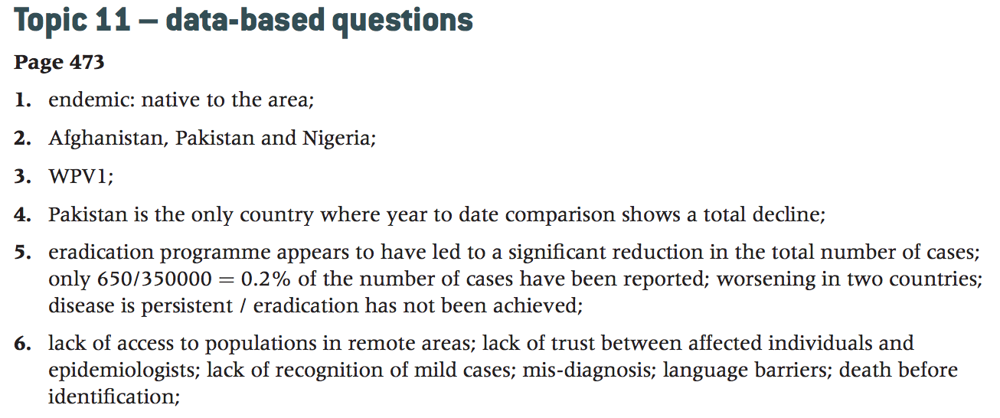 Topic 11 – data-based questions
Page 473
1. endemic: native to the area;
2. Afghanistan, Pakistan and Nigeria;
3. WPV1;
4. Pakistan is the only country where year to date comparison shows a total decline;
5. eradication programme appears to have led to a significant reduction in the total number of cases;
only 650/350000 = 0.2% of the number of cases have been reported; worsening in two countries;
disease is persistent / eradication has not been achieved;
6. lack of access to populations in remote areas; lack of trust between affected individuals and
epidemiologists; lack of recognition of mild cases; mis-diagnosis; language barriers; death before
identification;